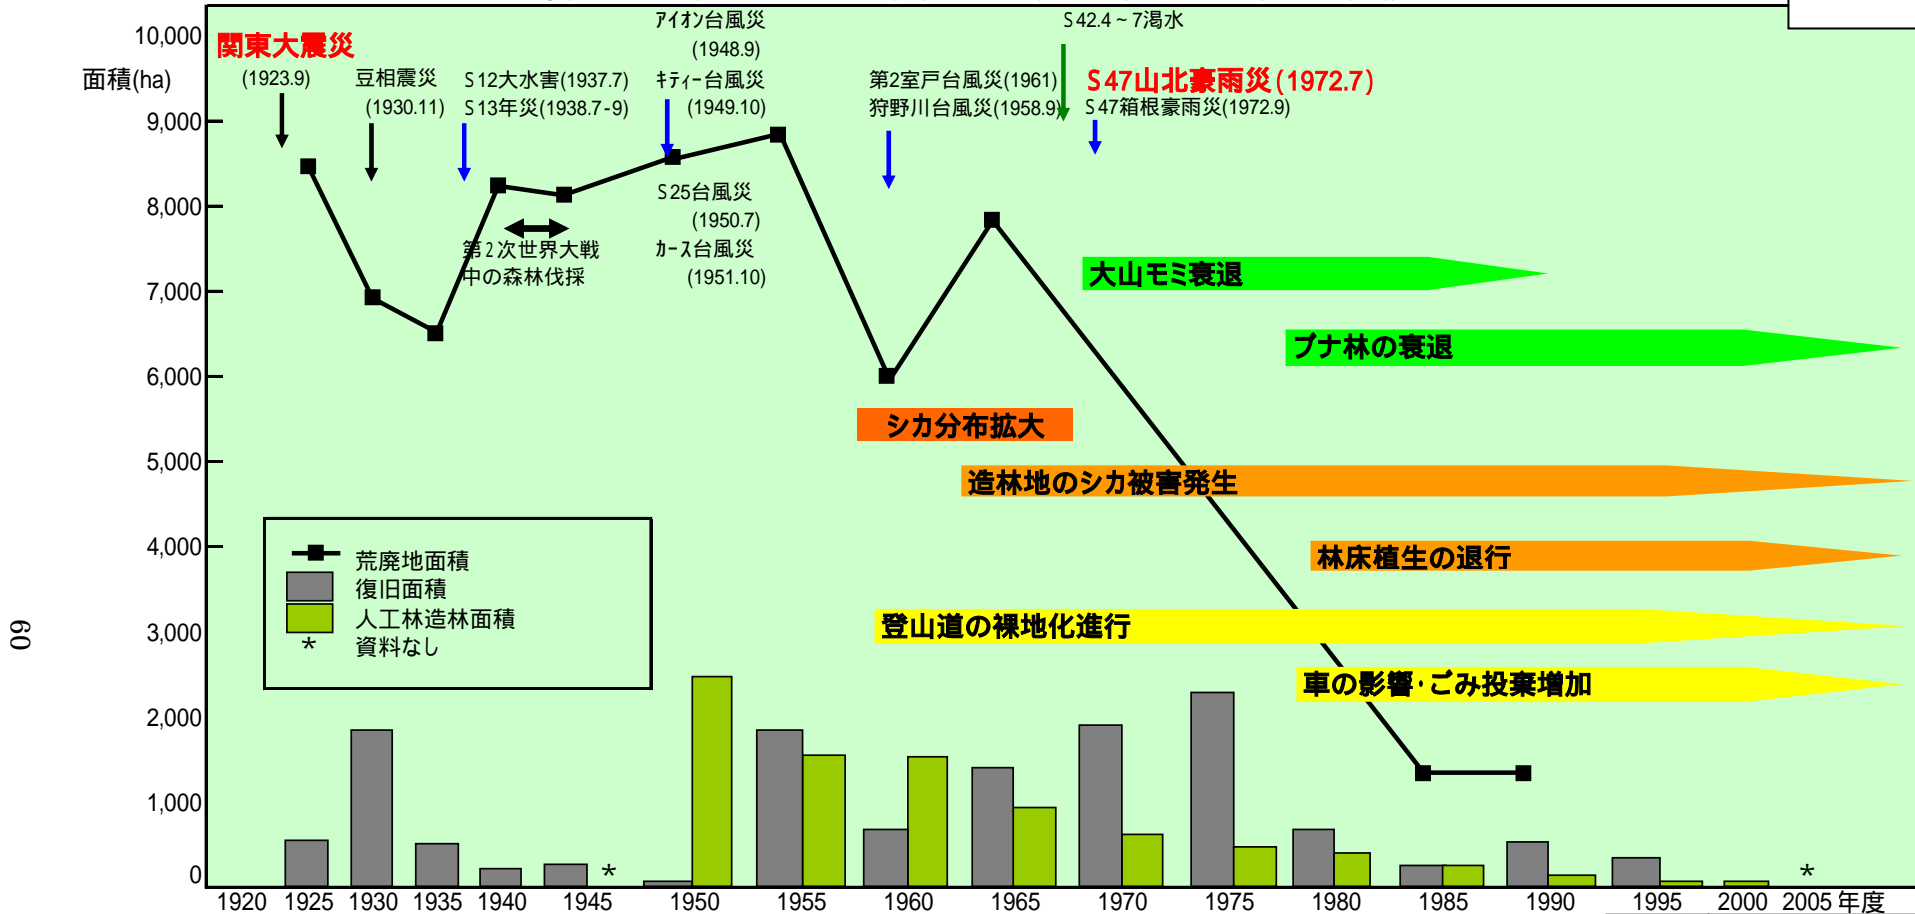 10,000
面積(ha)
9,000
8,000
7,000
6,000
5,000
4,000
3,000
2,000
1,000
0
関東大震災
(1923.9)
豆相震災
(1930.11)
S12大水害(1937.7)
S13年災(1938.7-9)
アイオン台風災
(1948.9)
キティー台風災
(1949.10)
S25台風災
(1950.7)
カース台風災
(1951.10)
第2次世界大戦
中の森林伐採
第2室戸台風災(1961)
狩野川台風災(1958.9)
S42.4~7渇水
S47山北豪雨災(1972.7)
S47箱根豪雨災(1972.9)
大山モミ衰退
ブナ林の衰退
シカ分布拡大
造林地のシカ被害発生
林床植生の退行
登山道の裸地化進行
車の影響・ごみ投棄増加
荒廃地面積
復旧面積
人工林造林面積
* 資料なし
*
*
1920 1925 1930 1935 1940 1945 1950 1955 1960 1965 1970 1975 1980 1985 1990 1995 2000 2005 年度
60